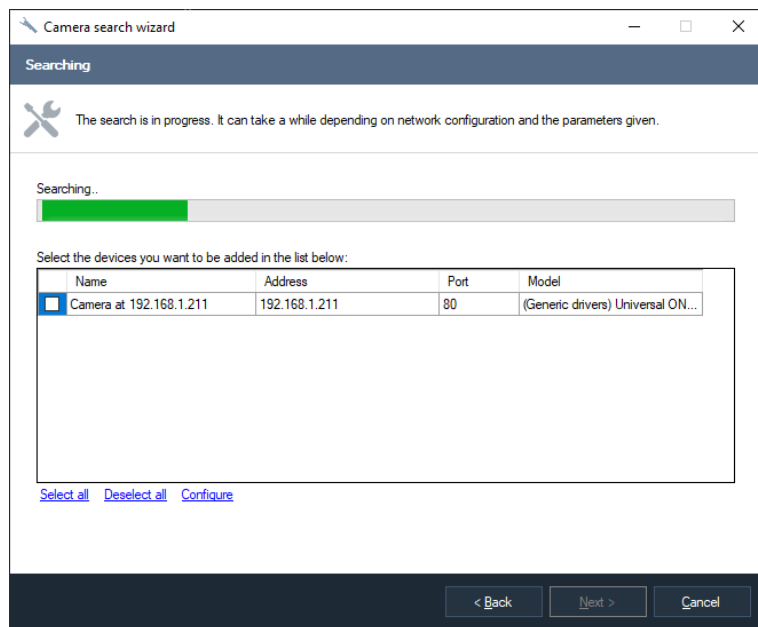 Camera search wizard
Searching
The search is in progress. It can take a while depending on network configuration and the parameters given.
Searching..
Select the devices you want to be added in the list below:
Name Address Port Model
Camera at 192.168.1.211 192.168.1.211 80 (Generic drivers) Universal ON...
Select all Deselect all Configure
< Back Next > Cancel